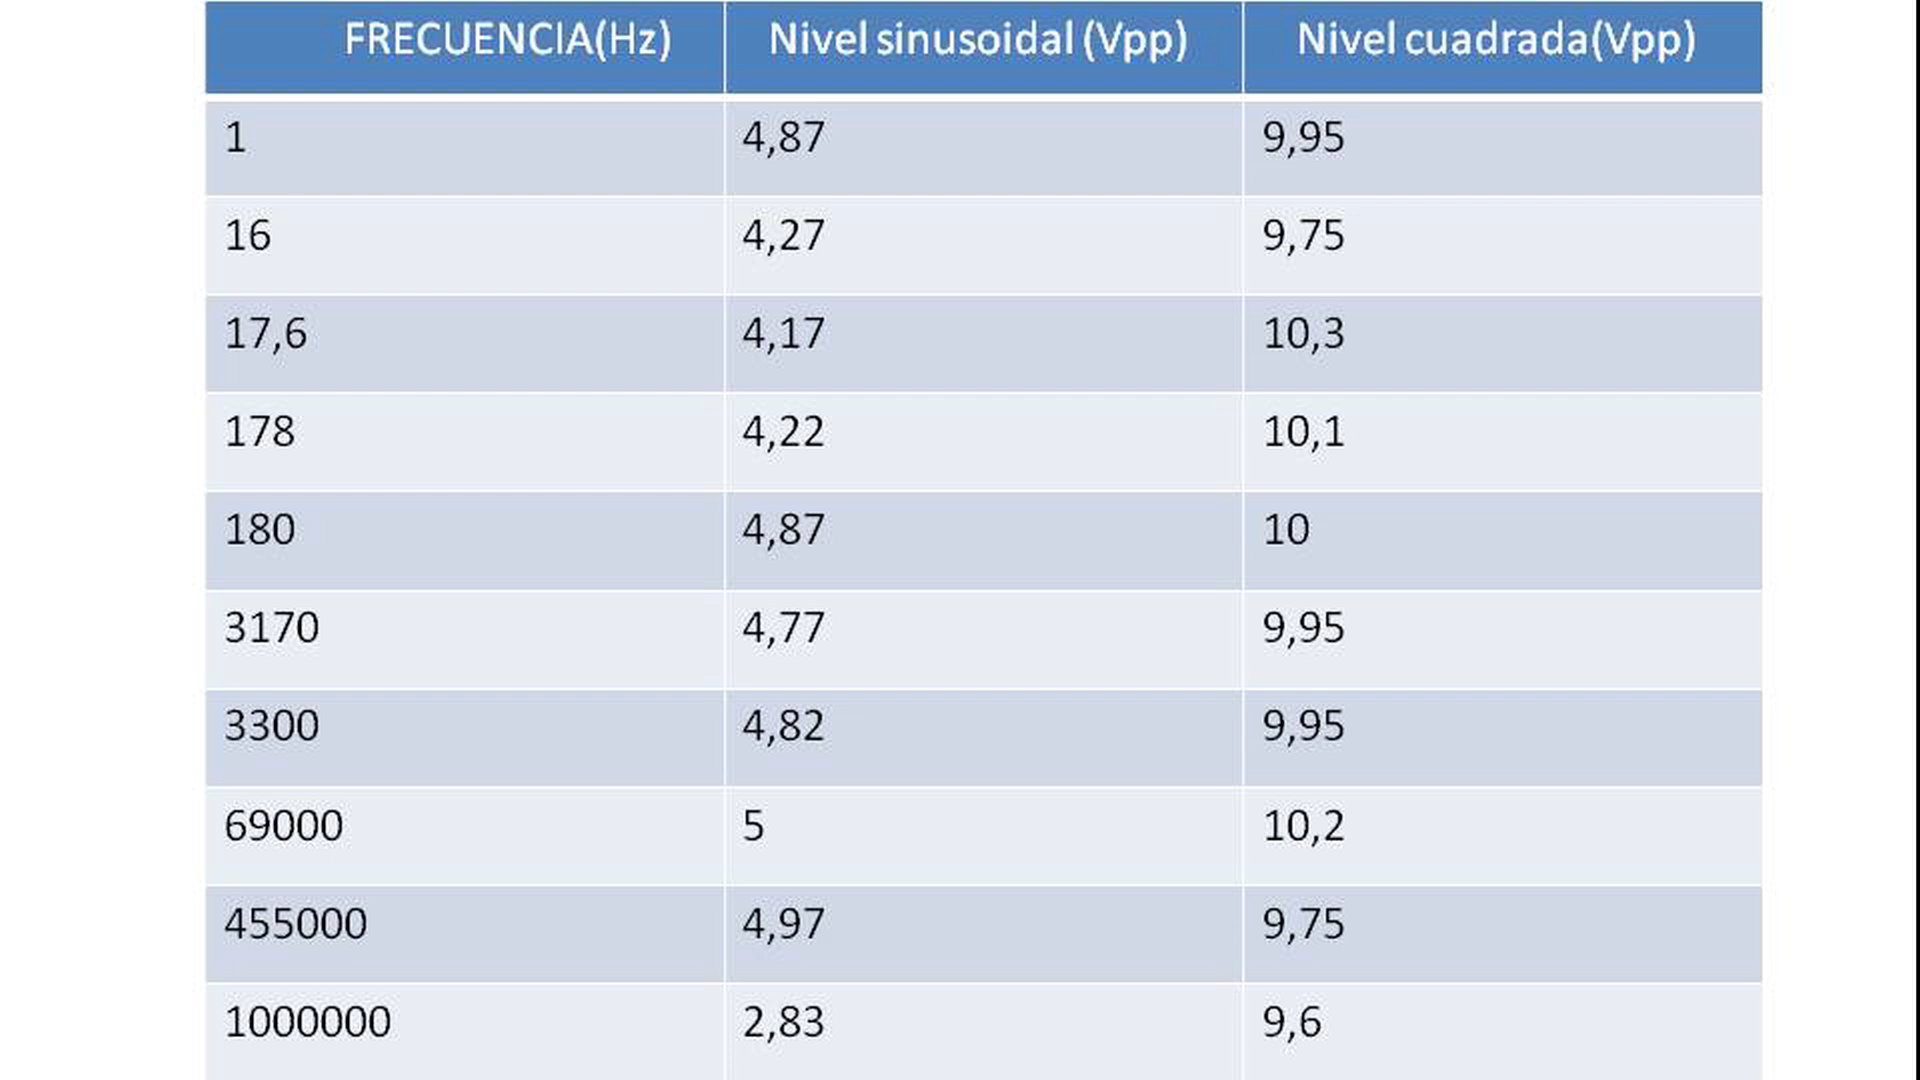 FRECUENCIA(Hz) Nivel sinusoidal (Vpp) Nivel cuadrada(Vpp)
1 4,87 9,95
16 4,27 9,75
17,6 4,17 10,3
178 4,22 10,1
180 4,87 10
3170 4,77 9,95
3300 4,82 9,95
69000 5 10,2
455000 4,97 9,75
1000000 2,83 9,6